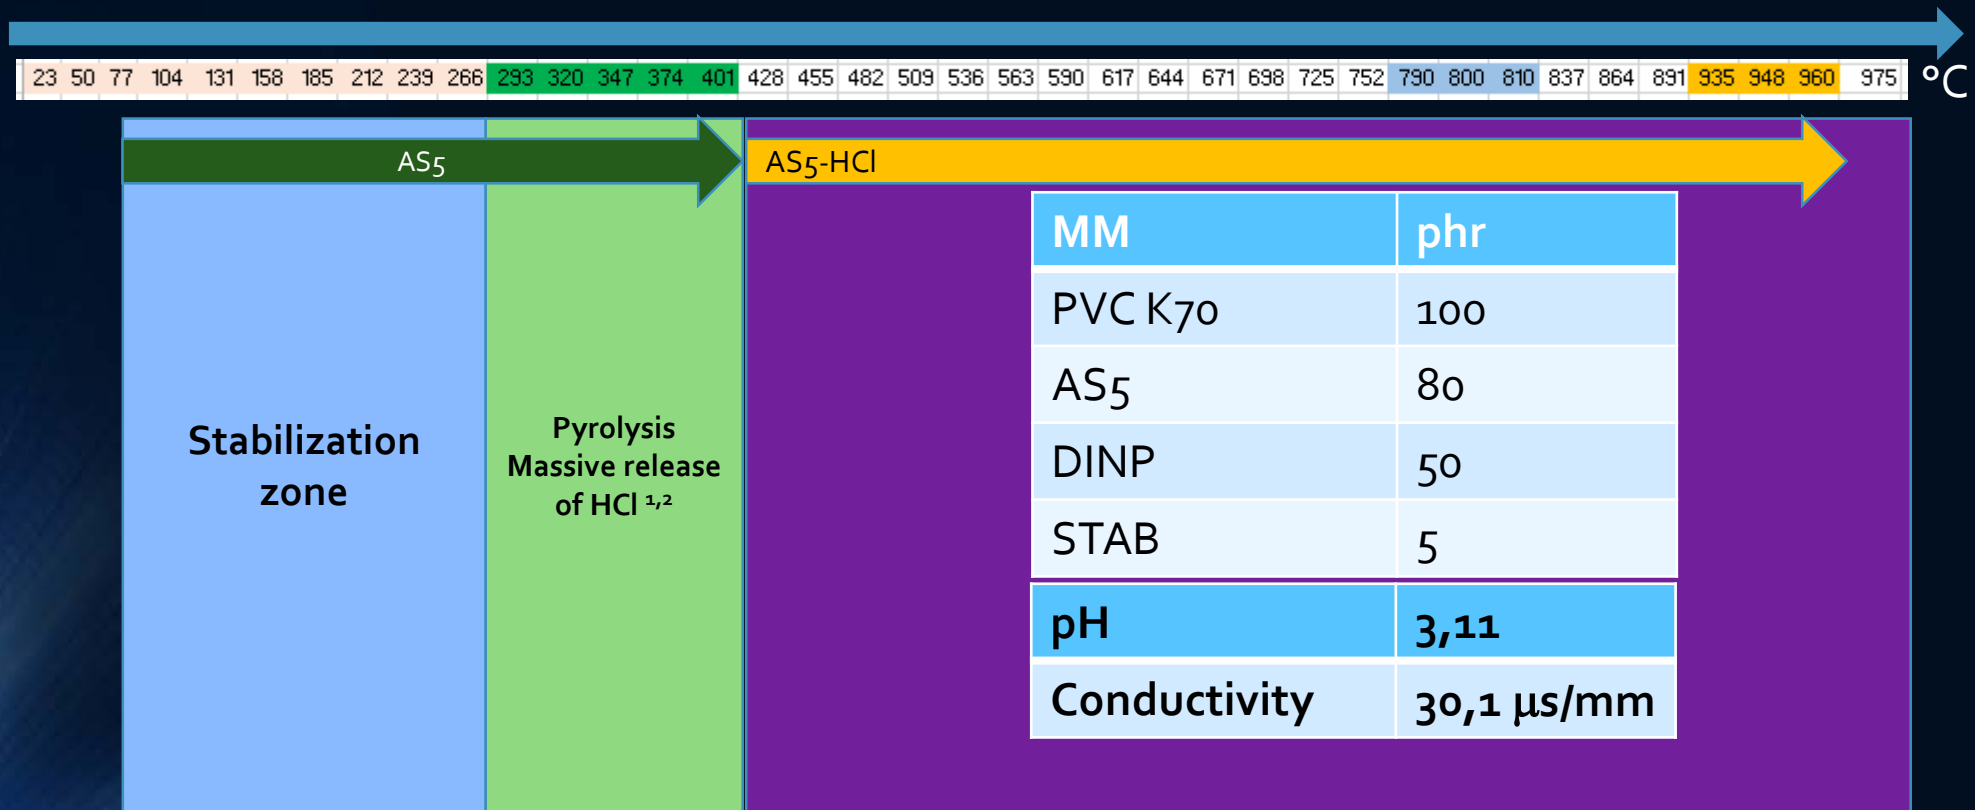 23 50 77 104 131 158 185 212 239 266 293 320 347 374 401 428 455 482 509 536 563 590 617 644 671 698 725 752 790 800 810 837 864 891 935 948 960 975 °C
AS5
AS5-HCl
Stabilization
zone
Pyrolysis
Massive release
of HCl ¹,²
MM phr
PVC K70 100
AS5 80
DINP 50
STAB 5
pH 3,11
Conductivity 30,1 µs/mm